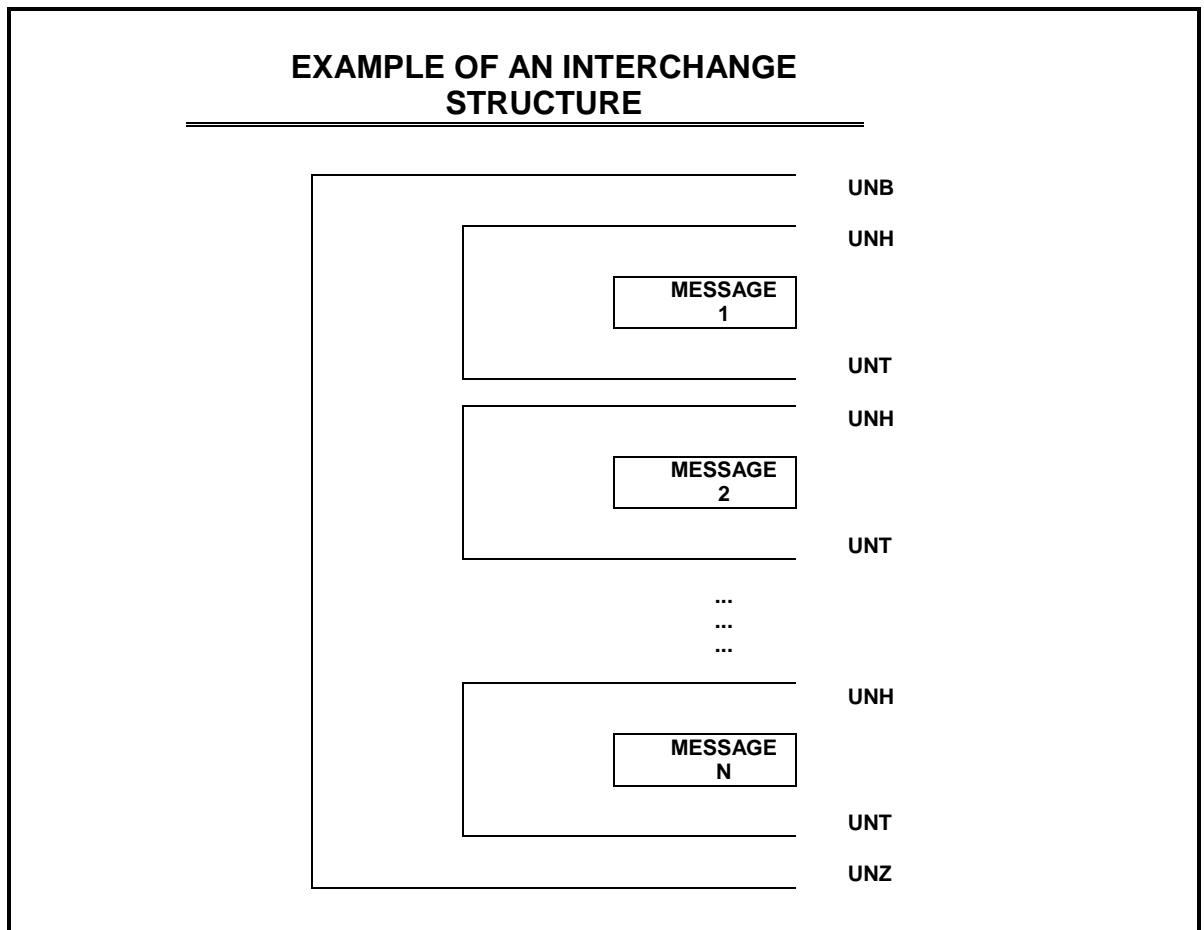 EXAMPLE OF AN INTERCHANGE
STRUCTURE
UNB
UNH
MESSAGE
1
UNT
UNH
MESSAGE
2
UNT
...
...
...
UNH
MESSAGE
N
UNT
UNZ